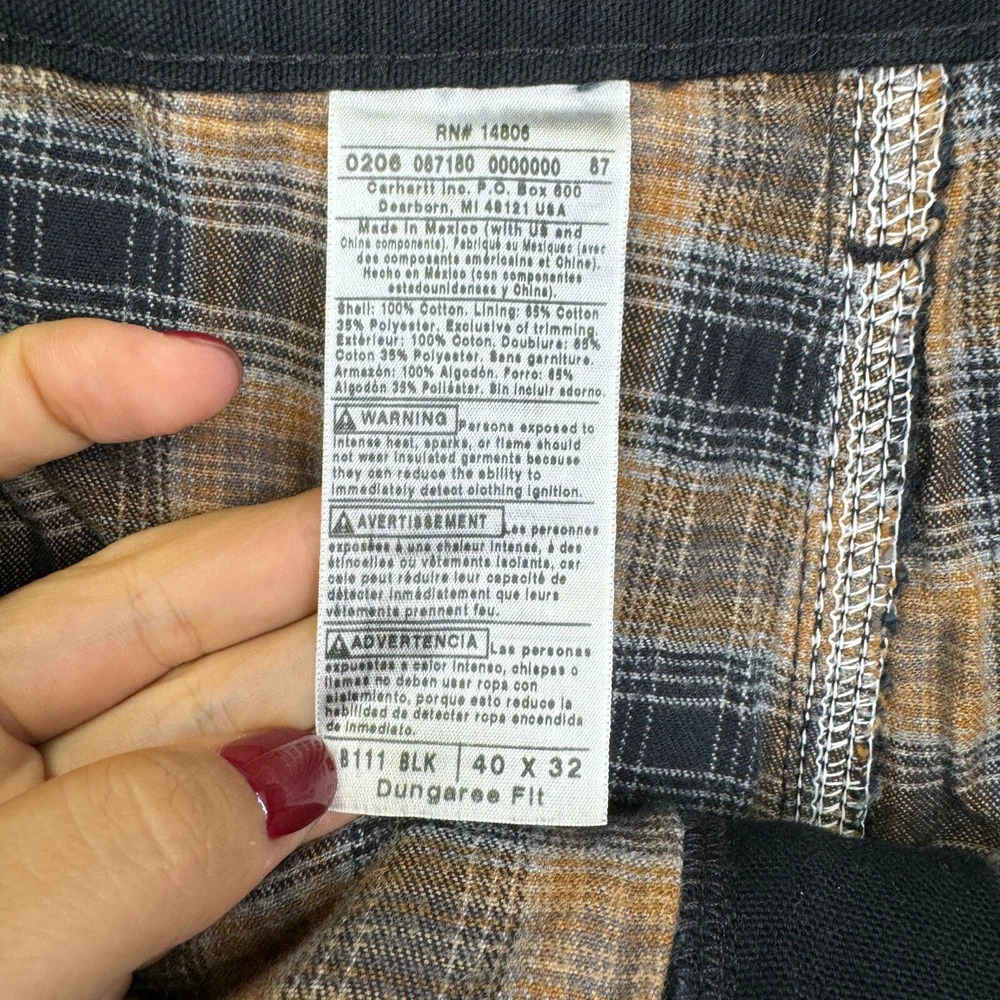 RN# 14806
0206 087180 0000000 87
Carhartt Inc. P.O. Box 600
Dearborn, MI 48121 USA
Made in Mexico (with US and
China components). Fabriqué au Mexique (avec
des composants américains et Chine).
Hecho en México (con componentes
estadounidenses y China).
Shell: 100% Cotton. Lining: 65% Cotton
35% Polyester. Exclusive of trimming.
Extérieur: 100% Coton. Doublure: 65%
Coton 35% Polyester. Sans garniture.
Armazón: 100% Algodón. Forro: 65%
Algodón 35% Poliéster. Sin incluir adorno.
WARNING Persons exposed to
intense heat, sparks, or flame should
not wear insulated garments because
they can reduce the ability to
immediately detect clothing ignition.
AVERTISSEMENT Les personnes
exposées à une chaleur intense, à des
étincelles ou vêtements isolants, car
cela peut réduire leur capacité de
détecter immédiatement que leurs
vêtements prennent feu.
ADVERTENCIA Las personas
expuestas a calor intenso, chispas o
llamas no deben usar ropa con
aislamiento, porque esto reduce la
habilidad de detectar ropa encendida
de inmediato.
B111 BLK 40 X 32
Dungaree Fit